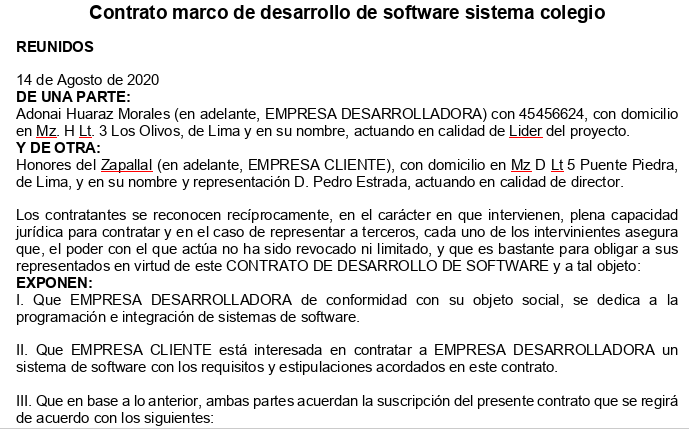 Contrato marco de desarrollo de software sistema colegio
REUNIDOS
14 de Agosto de 2020
DE UNA PARTE:
Adonai Huaraz Morales (en adelante, EMPRESA DESARROLLADORA) con 45456624, con domicilio
en Mz. H Lt. 3 Los Olivos, de Lima y en su nombre, actuando en calidad de Lider del proyecto.
Y DE OTRA:
Honores del Zapallal (en adelante, EMPRESA CLIENTE), con domicilio en Mz D Lt 5 Puente Piedra,
de Lima, y en su nombre y representación D. Pedro Estrada, actuando en calidad de director.
Los contratantes se reconocen recíprocamente, en el carácter en que intervienen, plena capacidad
jurídica para contratar y en el caso de representar a terceros, cada uno de los intervinientes asegura
que, el poder con el que actúa no ha sido revocado ni limitado, y que es bastante para obligar a sus
representados en virtud de este CONTRATO DE DESARROLLO DE SOFTWARE y a tal objeto:
EXPONEN:
I. Que EMPRESA DESARROLLADORA de conformidad con su objeto social, se dedica a la
programación e integración de sistemas de software.
II. Que EMPRESA CLIENTE está interesada en contratar a EMPRESA DESARROLLADORA un
sistema de software con los requisitos y estipulaciones acordados en este contrato.
III. Que en base a lo anterior, ambas partes acuerdan la suscripción del presente contrato que se regirá
de acuerdo con los siguientes: